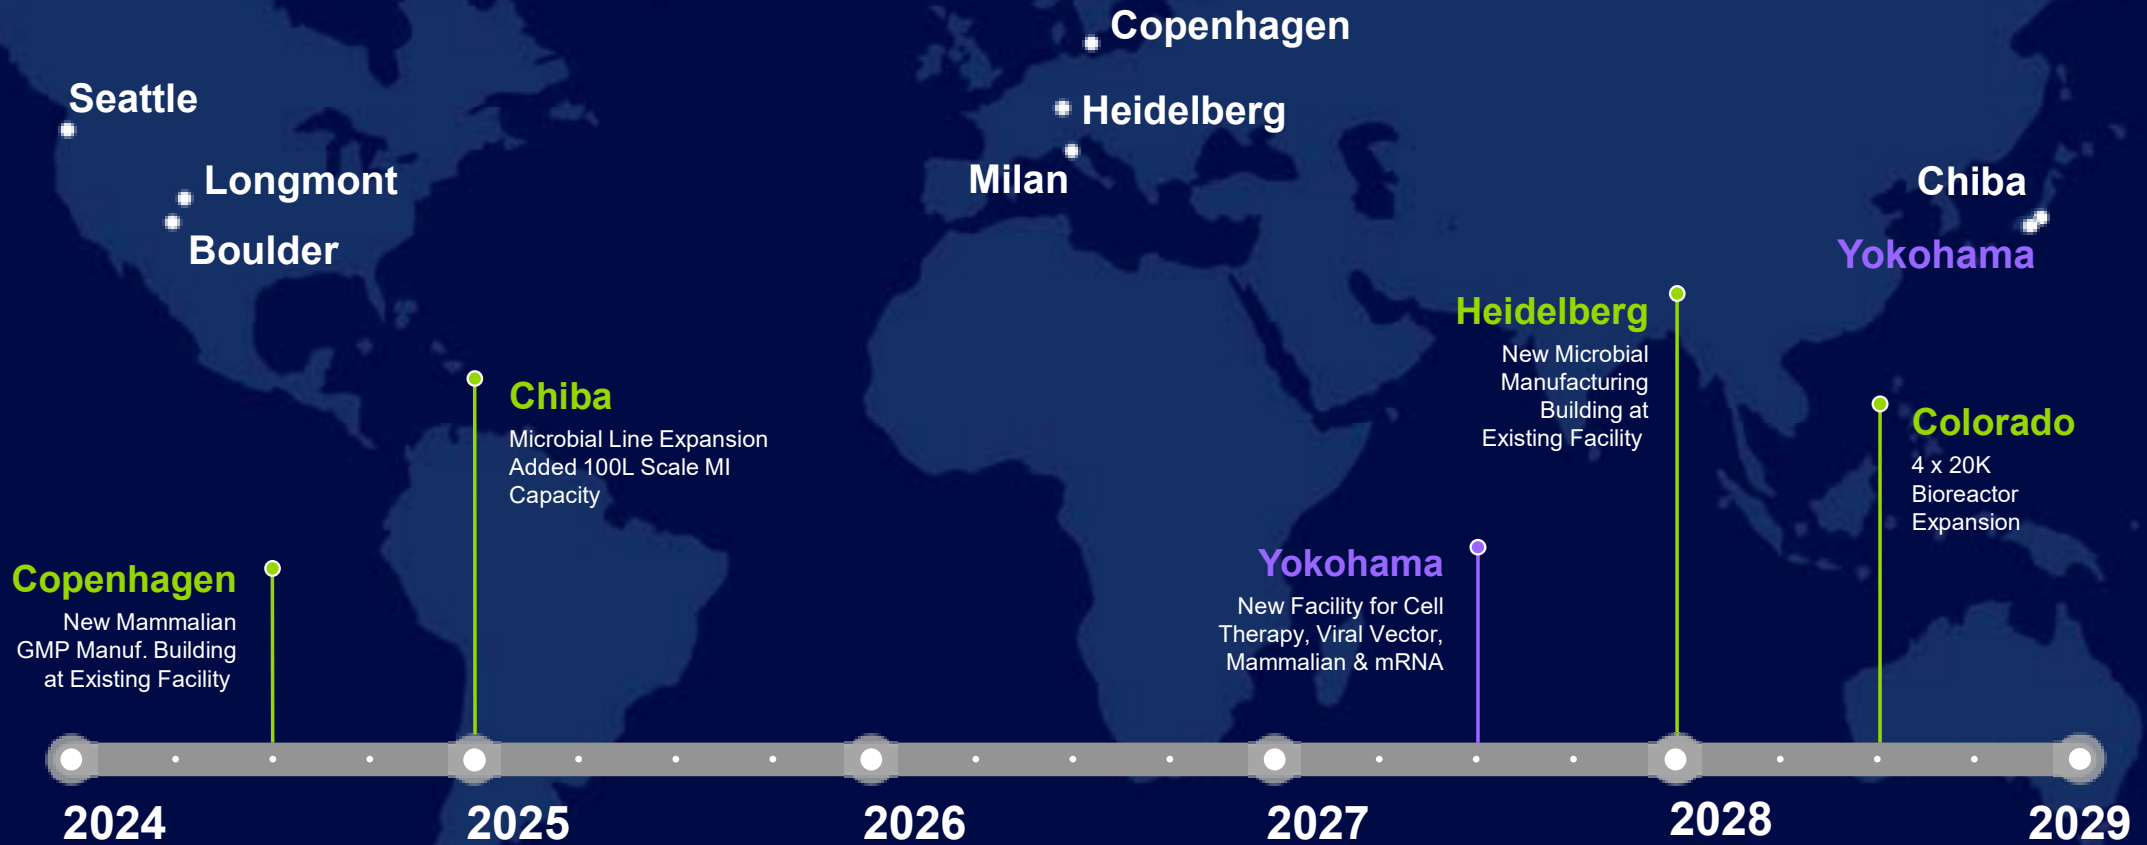 Copenhagen
Seattle
Heidelberg
Longmont
Milan
Chiba
Boulder
Yokohama
Heidelberg
New Microbial
Manufacturing
Building at
Existing Facility
Chiba
Microbial Line Expansion
Added 100L Scale MI
Capacity
Colorado
4 x 20K
Bioreactor
Expansion
Copenhagen
New Mammalian
GMP Manuf. Building
at Existing Facility
Yokohama
New Facility for Cell
Therapy, Viral Vector,
Mammalian & mRNA
2024
2025
2026
2027
2028
2029